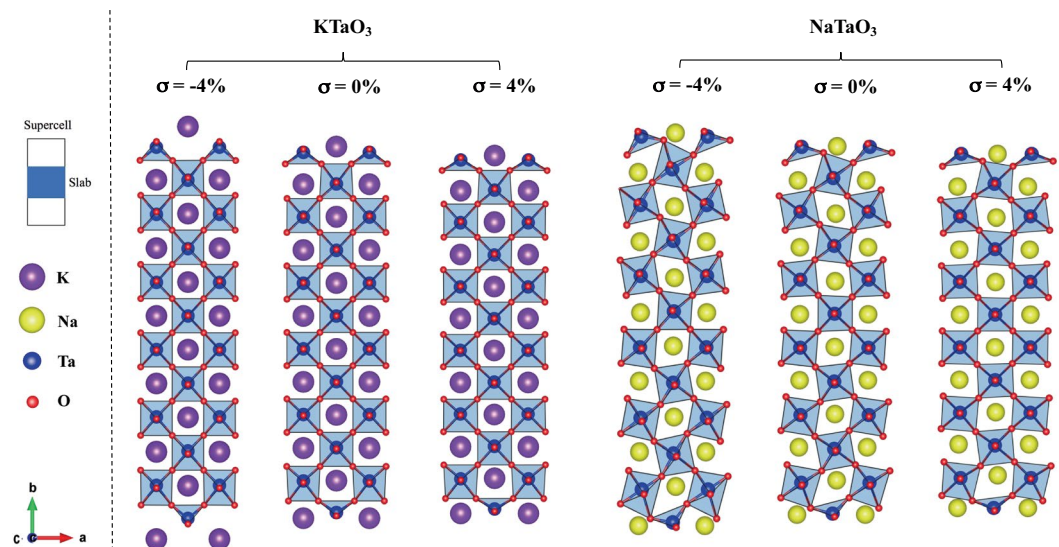 KTaO₃
NaTaO₃
σ = -4%
σ = 0%
σ = 4%
σ = -4%
σ = 0%
σ = 4%
Supercell
Slab
K
Na
Ta
O
b
c
a